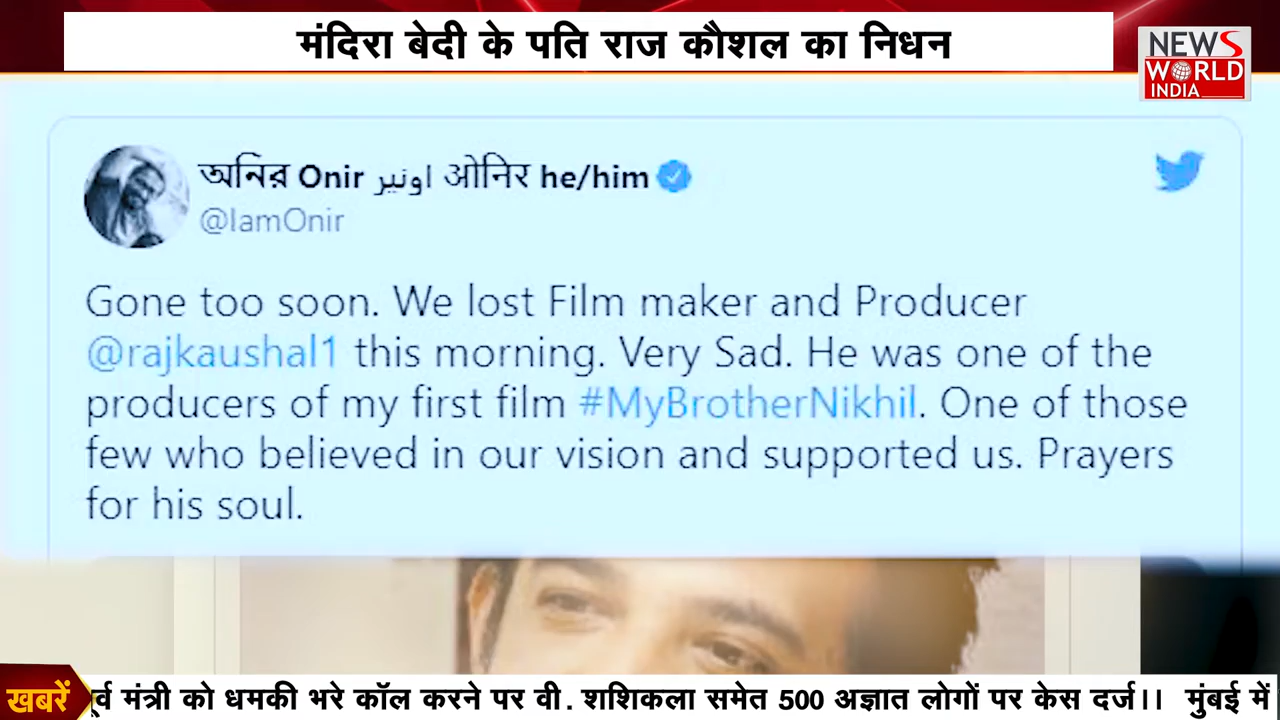 मंदिरा बेदी के पति राज कौशल का निधन
NEWS
WORLD
INDIA
অনির Onir اونیر ओनिर he/him
@IamOnir
Gone too soon. We lost Film maker and Producer
@rajkaushal1 this morning. Very Sad. He was one of the
producers of my first film #MyBrotherNikhil. One of those
few who believed in our vision and supported us. Prayers
for his soul.
खबरें
मंत्री को धमकी भरे कॉल करने पर वी. शशिकला समेत 500 अज्ञात लोगों पर केस दर्ज।। मुंबई में